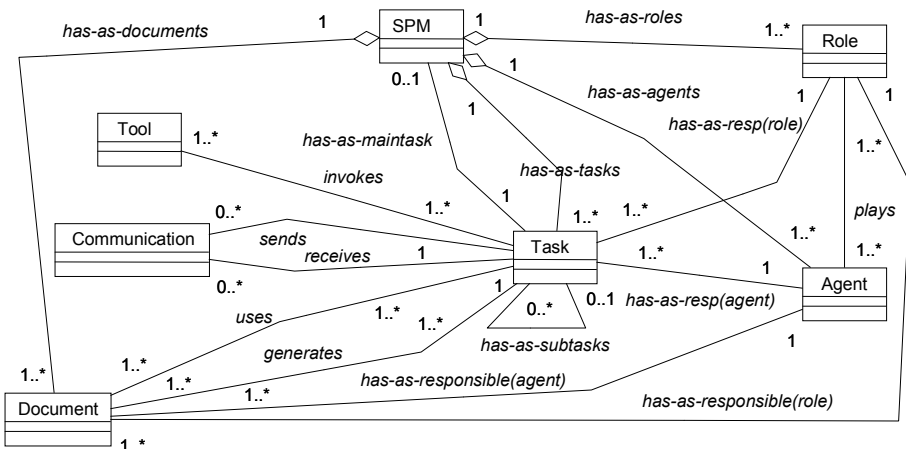 1
SPM
1
has-as-roles
has-as-documents
1..*
Role
0..1
1
1
has-as-agents
1
1
Tool
1..*
has-as-maintask
has-as-resp(role)
1..*
invokes
has-as-tasks
1
0..*
1..*
1..*
1..*
plays
Communication
sends
1..*
1..*
receives
1
Task
1..*
1
Agent
0..*
1
0..1
has-as-resp(agent)
uses
1..*
1..*
0..*
1
generates
has-as-subtasks
1..*
1..*
1..*
1..*
has-as-responsible(agent)
has-as-responsible(role)
Document
1..*